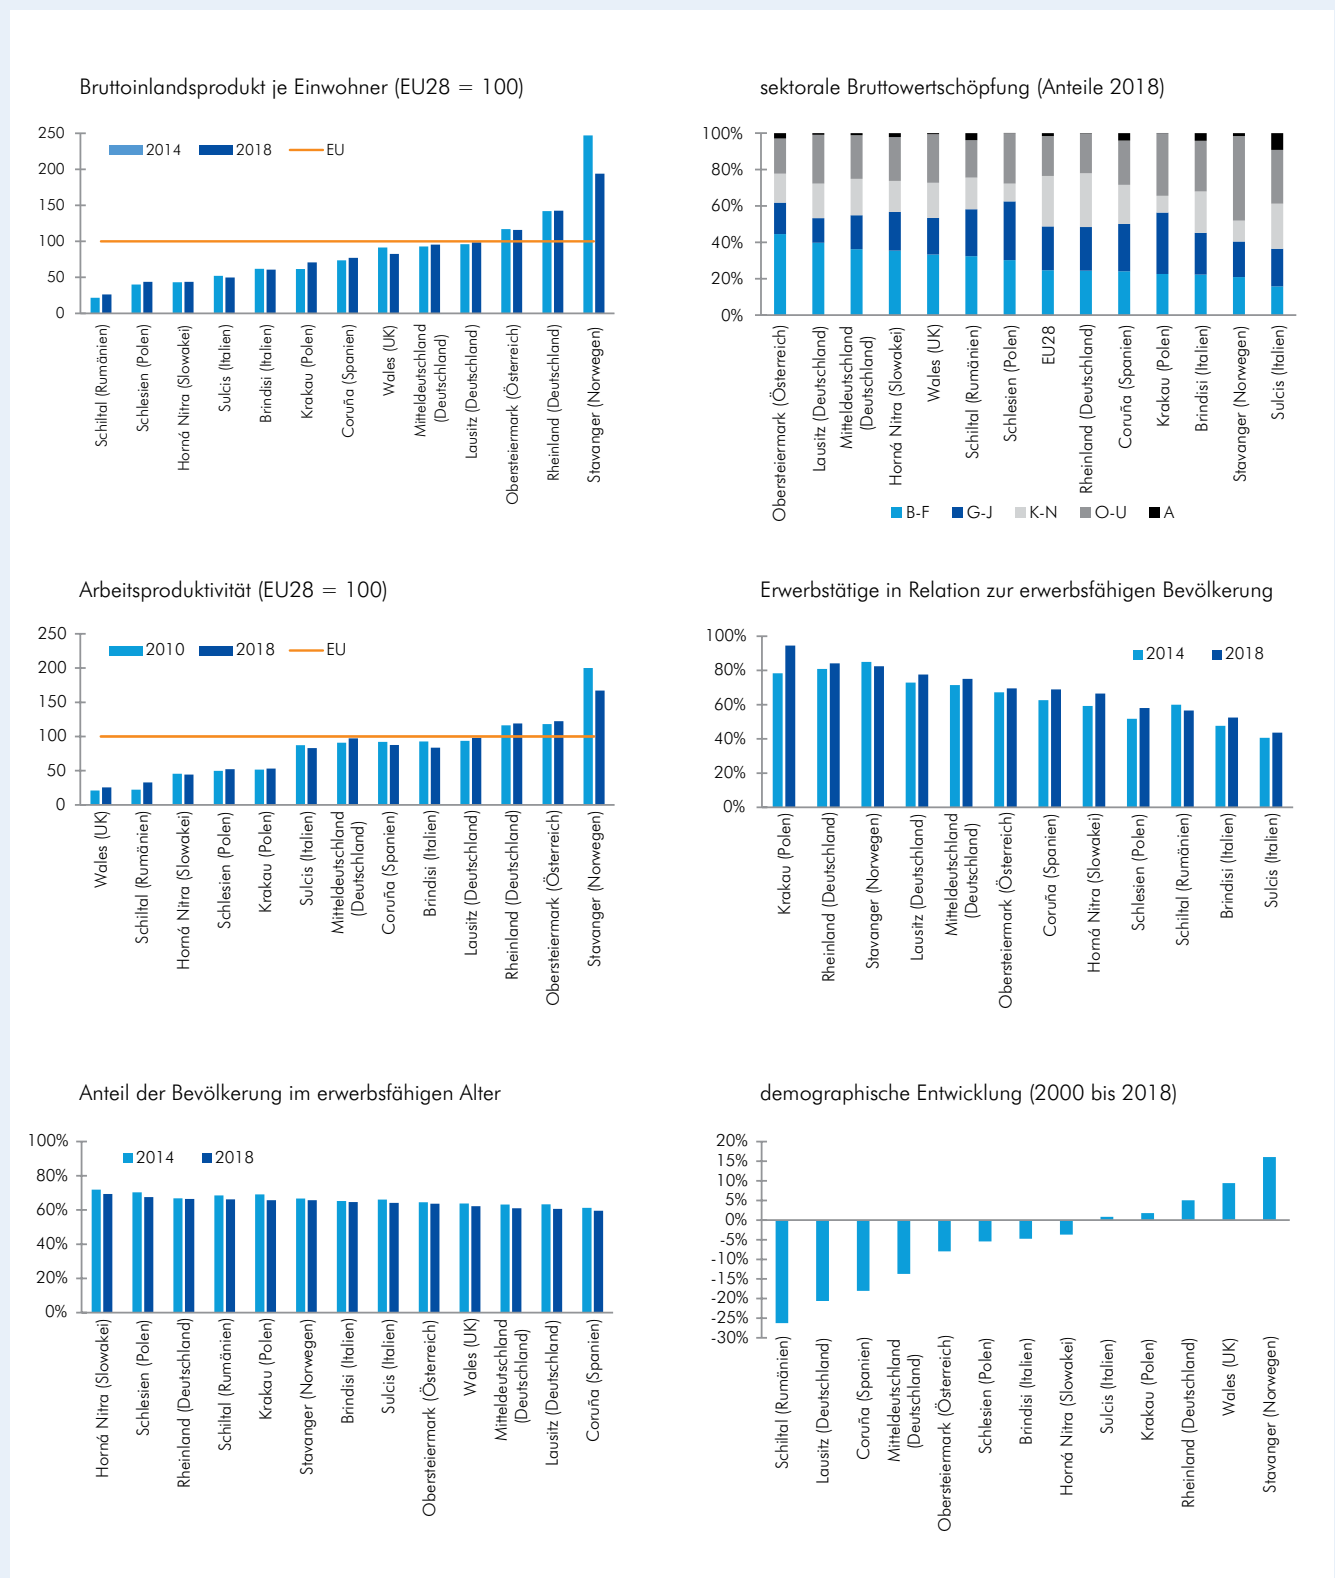 Bruttoinlandsprodukt je Einwohner (EU28 = 100)
250
200
150
100
50
0
2014
2018
EU
Schiltal (Rumänien)
Schlesien (Polen)
Horná Nitra (Slowakei)
Sulcis (Italien)
Brindisi (Italien)
Krakau (Polen)
Coruña (Spanien)
Wales (UK)
Mitteldeutschland
(Deutschland)
Lausitz (Deutschland)
Obersteiermark (Österreich)
Rheinland (Deutschland)
Stavanger (Norwegen)
sektorale Bruttowertschöpfung (Anteile 2018)
100%
80%
60%
40%
20%
0%
Obersteiermark (Österreich)
Lausitz (Deutschland)
Mitteldeutschland
(Deutschland)
Horná Nitra (Slowakei)
Wales (UK)
Schiltal (Rumänien)
Schlesien (Polen)
EU28
Rheinland (Deutschland)
Coruña (Spanien)
Krakau (Polen)
Brindisi (Italien)
Stavanger (Norwegen)
Sulcis (Italien)
B-F
G-J
K-N
O-U
A
Arbeitsproduktivität (EU28 = 100)
250
200
150
100
50
0
2010
2018
EU
Wales (UK)
Schiltal (Rumänien)
Horná Nitra (Slowakei)
Schlesien (Polen)
Krakau (Polen)
Sulcis (Italien)
Mitteldeutschland
(Deutschland)
Coruña (Spanien)
Brindisi (Italien)
Lausitz (Deutschland)
Rheinland (Deutschland)
Obersteiermark (Österreich)
Stavanger (Norwegen)
Erwerbstätige in Relation zur erwerbsfähigen Bevölkerung
100%
80%
60%
40%
20%
0%
2014
2018
Krakau (Polen)
Rheinland (Deutschland)
Stavanger (Norwegen)
Lausitz (Deutschland)
Mitteldeutschland
(Deutschland)
Obersteiermark (Österreich)
Coruña (Spanien)
Horná Nitra (Slowakei)
Schlesien (Polen)
Schiltal (Rumänien)
Brindisi (Italien)
Sulcis (Italien)
Anteil der Bevölkerung im erwerbsfähigen Alter
100%
80%
60%
40%
20%
0%
2014
2018
Horná Nitra (Slowakei)
Schlesien (Polen)
Rheinland (Deutschland)
Schiltal (Rumänien)
Krakau (Polen)
Stavanger (Norwegen)
Brindisi (Italien)
Sulcis (Italien)
Obersteiermark (Österreich)
Wales (UK)
Mitteldeutschland
(Deutschland)
Lausitz (Deutschland)
Coruña (Spanien)
demographische Entwicklung (2000 bis 2018)
20%
15%
10%
5%
0%
-5%
-10%
-15%
-20%
-25%
-30%
Schiltal (Rumänien)
Lausitz (Deutschland)
Coruña (Spanien)
Mitteldeutschland
(Deutschland)
Obersteiermark (Österreich)
Schlesien (Polen)
Brindisi (Italien)
Horná Nitra (Slowakei)
Sulcis (Italien)
Krakau (Polen)
Rheinland (Deutschland)
Wales (UK)
Stavanger (Norwegen)